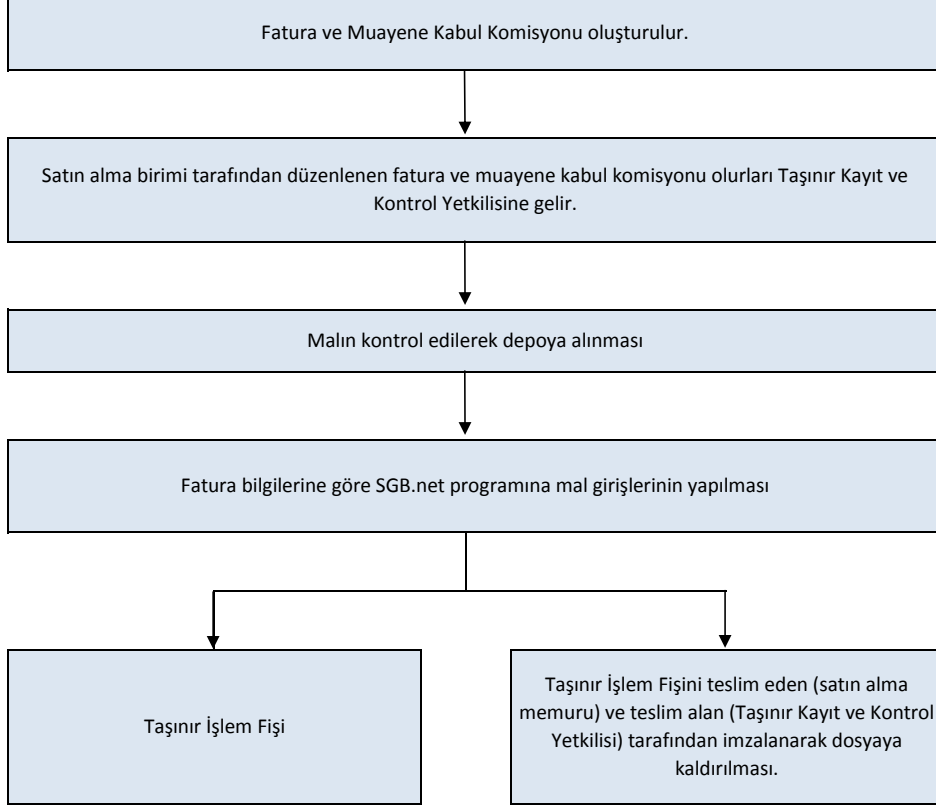 Fatura ve Muayene Kabul Komisyonu oluşturulur.
Satın alma birimi tarafından düzenlenen fatura ve muayene kabul komisyonu olurları Taşınır Kayıt ve
Kontrol Yetkilisine gelir.
Malın kontrol edilerek depoya alınması
Fatura bilgilerine göre SGB.net programına mal girişlerinin yapılması
Taşınır İşlem Fişi
Taşınır İşlem Fişini teslim eden (satın alma
memuru) ve teslim alan (Taşınır Kayıt ve Kontrol
Yetkilisi) tarafından imzalanarak dosyaya
kaldırılması.